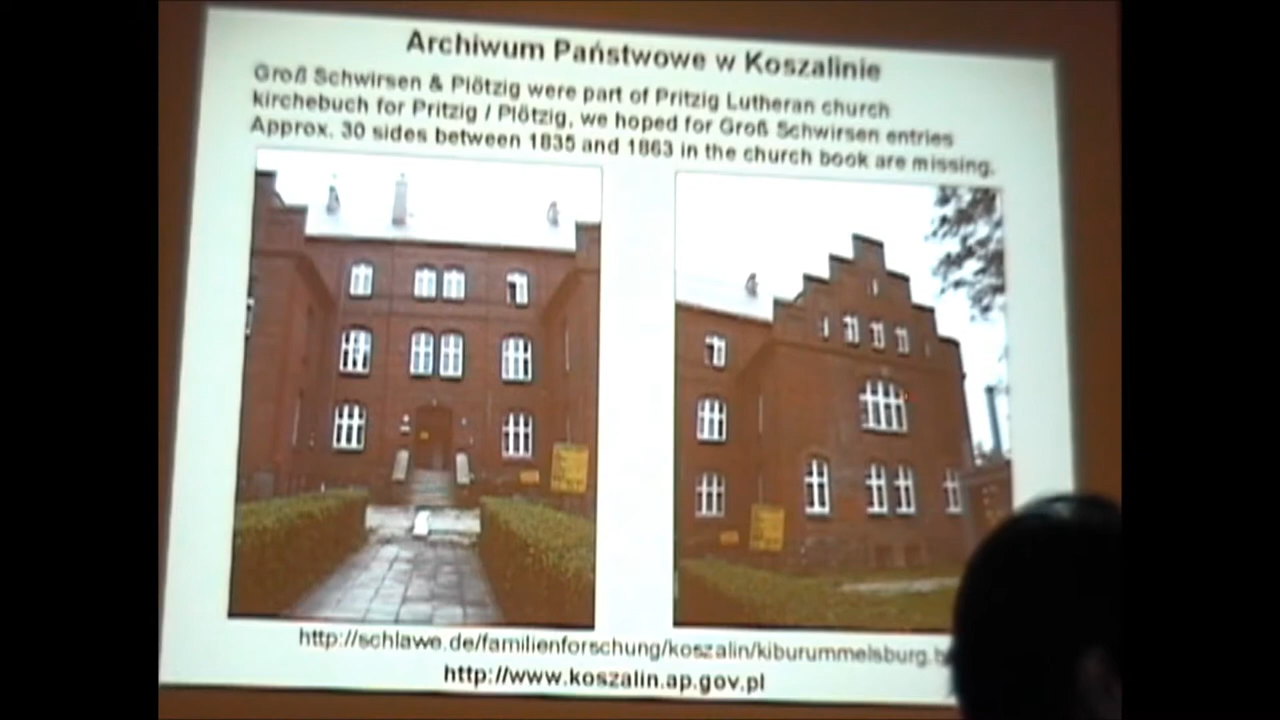 Archiwum Państwowe w Koszalinie
Groß Schwirsen & Plötzig were part of Pritzig Lutheran church
kirchebuch for Pritzig / Plötzig, we hoped for Groß Schwirsen entries
Approx. 30 sides between 1835 and 1863 in the church book are missing.
http://schlawe.de/familienforschung/koszalin/kiburummelsburg.h
http://www.koszalin.ap.gov.pl